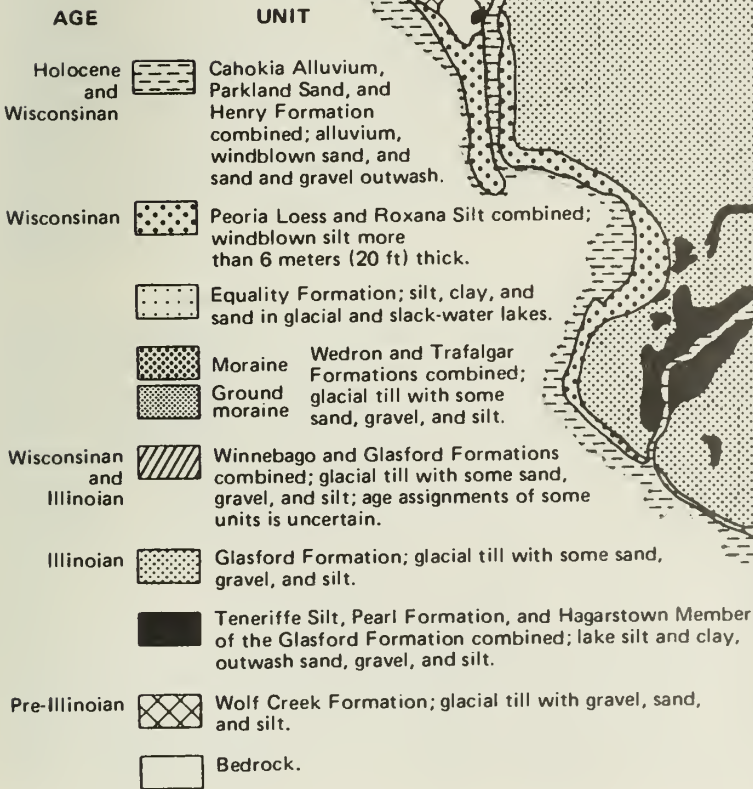 AGE UNIT
Holocene and Wisconsinan
Cahokia Alluvium,
Parkland Sand, and
Henry Formation
combined; alluvium,
windblown sand, and
sand and gravel outwash.
Wisconsinan
Peoria Loess and Roxana Silt combined;
windblown silt more
than 6 meters (20 ft) thick.
Equality Formation; silt, clay, and
sand in glacial and slack-water lakes.
Moraine
Ground
moraine
Wedron and Trafalgar
Formations combined;
glacial till with some
sand, gravel, and silt.
Wisconsinan
and
Illinoian
Winnebago and Glasford Formations
combined; glacial till with some sand,
gravel, and silt; age assignments of some
units is uncertain.
Illinoian
Glasford Formation; glacial till with some sand,
gravel, and silt.
Teneriffe Silt, Pearl Formation, and Hagarstown Member
of the Glasford Formation combined; lake silt and clay,
outwash sand, gravel, and silt.
Pre-Illinoian
Wolf Creek Formation; glacial till with gravel, sand,
and silt.
Bedrock.